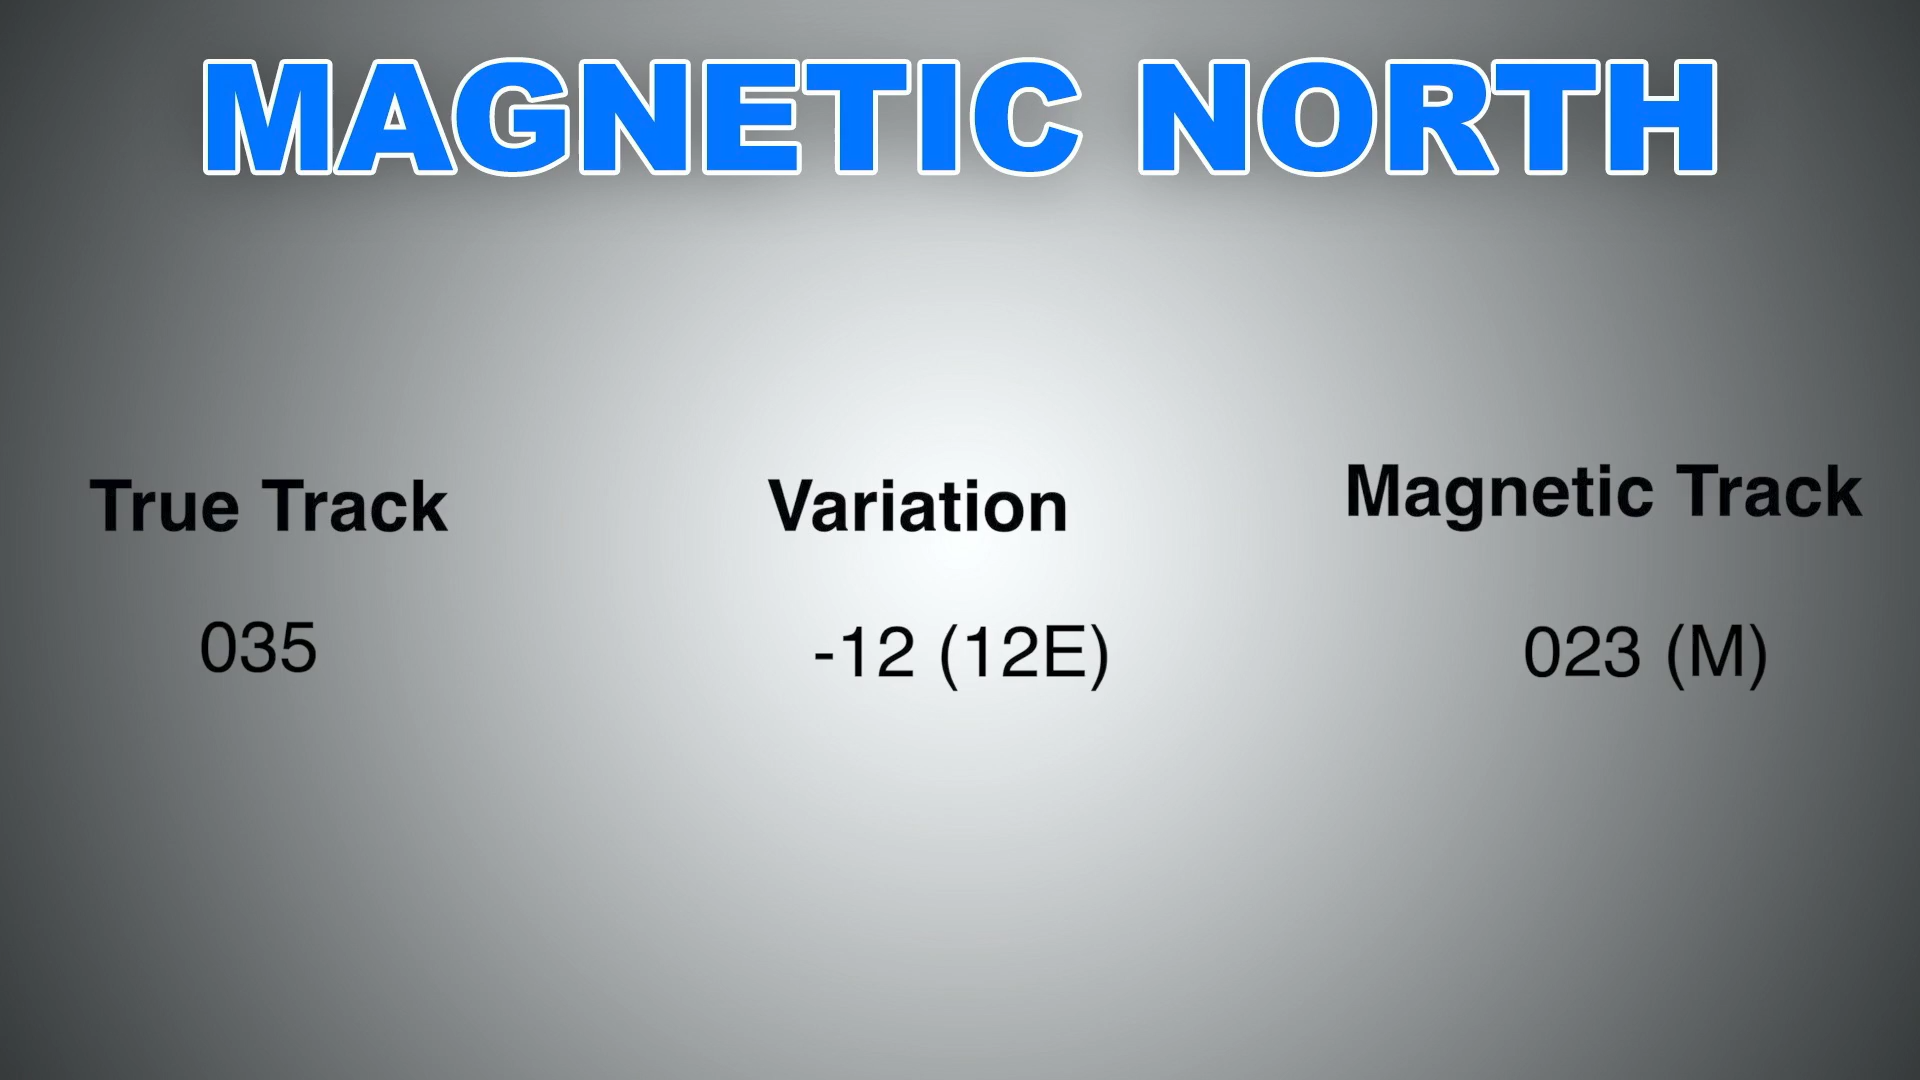 MAGNETIC NORTH
True Track Variation Magnetic Track
035 -12 (12E) 023 (M)